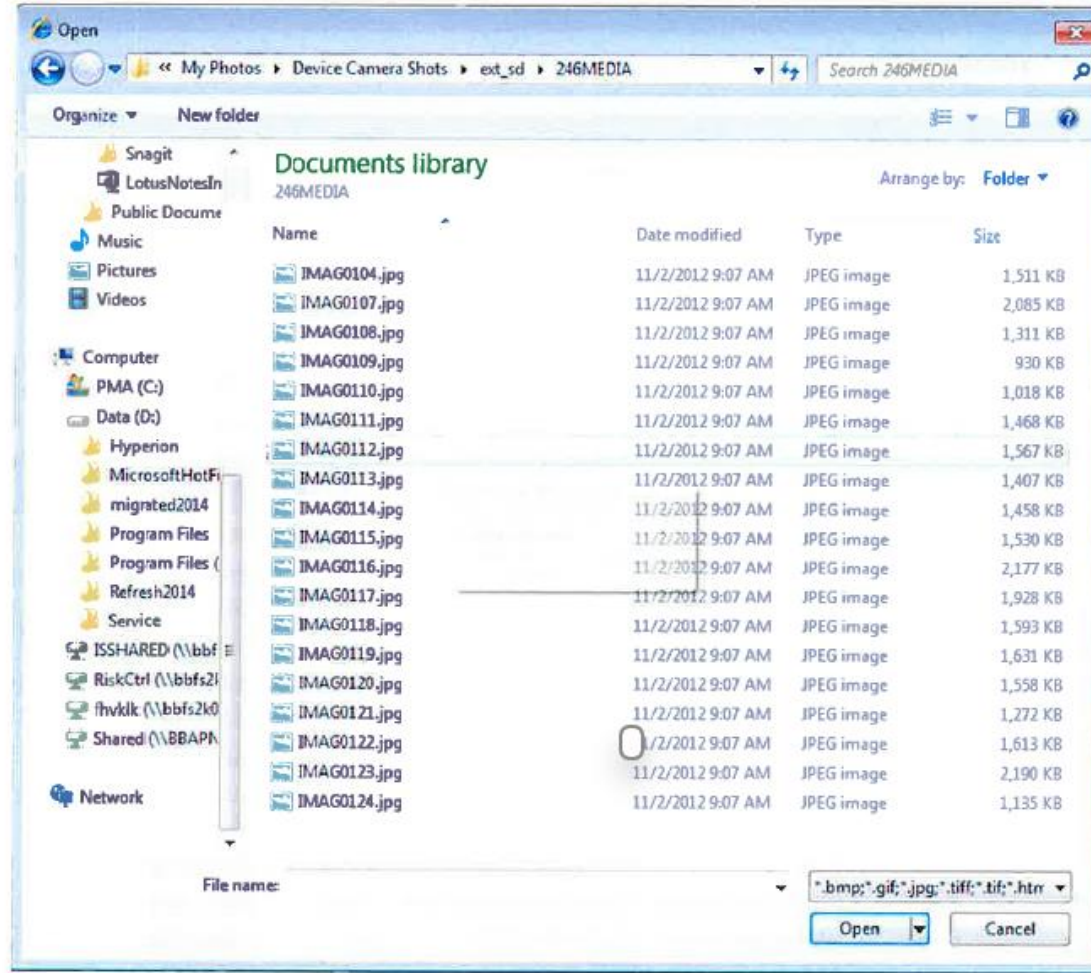 Open
« My Photos ▸ Device Camera Shots ▸ ext_sd ▸ 246MEDIA Search 246MEDIA
Organize New folder
Snagit
LotusNotesIn
Public Docume
Music
Pictures
Videos
Computer
PMA (C:)
Data (D:)
Hyperion
MicrosoftHotFi
migrated2014
Program Files
Program Files (
Refresh2014
Service
ISSHARED (\\bbf
RiskCtrl (\\bbfs2k
fhvklk (\\bbfs2k0
Shared (\\BBAPN
Network
Documents library
246MEDIA
Arrange by: Folder
Name Date modified Type Size
IMAG0104.jpg 11/2/2012 9:07 AM JPEG image 1,511 KB
IMAG0107.jpg 11/2/2012 9:07 AM JPEG image 2,085 KB
IMAG0108.jpg 11/2/2012 9:07 AM JPEG image 1,311 KB
IMAG0109.jpg 11/2/2012 9:07 AM JPEG image 930 KB
IMAG0110.jpg 11/2/2012 9:07 AM JPEG image 1,018 KB
IMAG0111.jpg 11/2/2012 9:07 AM JPEG image 1,468 KB
IMAG0112.jpg 11/2/2012 9:07 AM JPEG image 1,567 KB
IMAG0113.jpg 11/2/2012 9:07 AM JPEG image 1,407 KB
IMAG0114.jpg 11/2/2012 9:07 AM JPEG image 1,458 KB
IMAG0115.jpg 11/2/2012 9:07 AM JPEG image 1,530 KB
IMAG0116.jpg 11/2/2012 9:07 AM JPEG image 2,177 KB
IMAG0117.jpg 11/2/2012 9:07 AM JPEG image 1,928 KB
IMAG0118.jpg 11/2/2012 9:07 AM JPEG image 1,593 KB
IMAG0119.jpg 11/2/2012 9:07 AM JPEG image 1,631 KB
IMAG0120.jpg 11/2/2012 9:07 AM JPEG image 1,558 KB
IMAG0121.jpg 11/2/2012 9:07 AM JPEG image 1,272 KB
IMAG0122.jpg 1/2/2012 9:07 AM JPEG image 1,613 KB
IMAG0123.jpg 11/2/2012 9:07 AM JPEG image 2,190 KB
IMAG0124.jpg 11/2/2012 9:07 AM JPEG image 1,135 KB
File name: *.bmp;*.gif;*.jpg;*.tiff;*.tif;*.htm
Open Cancel